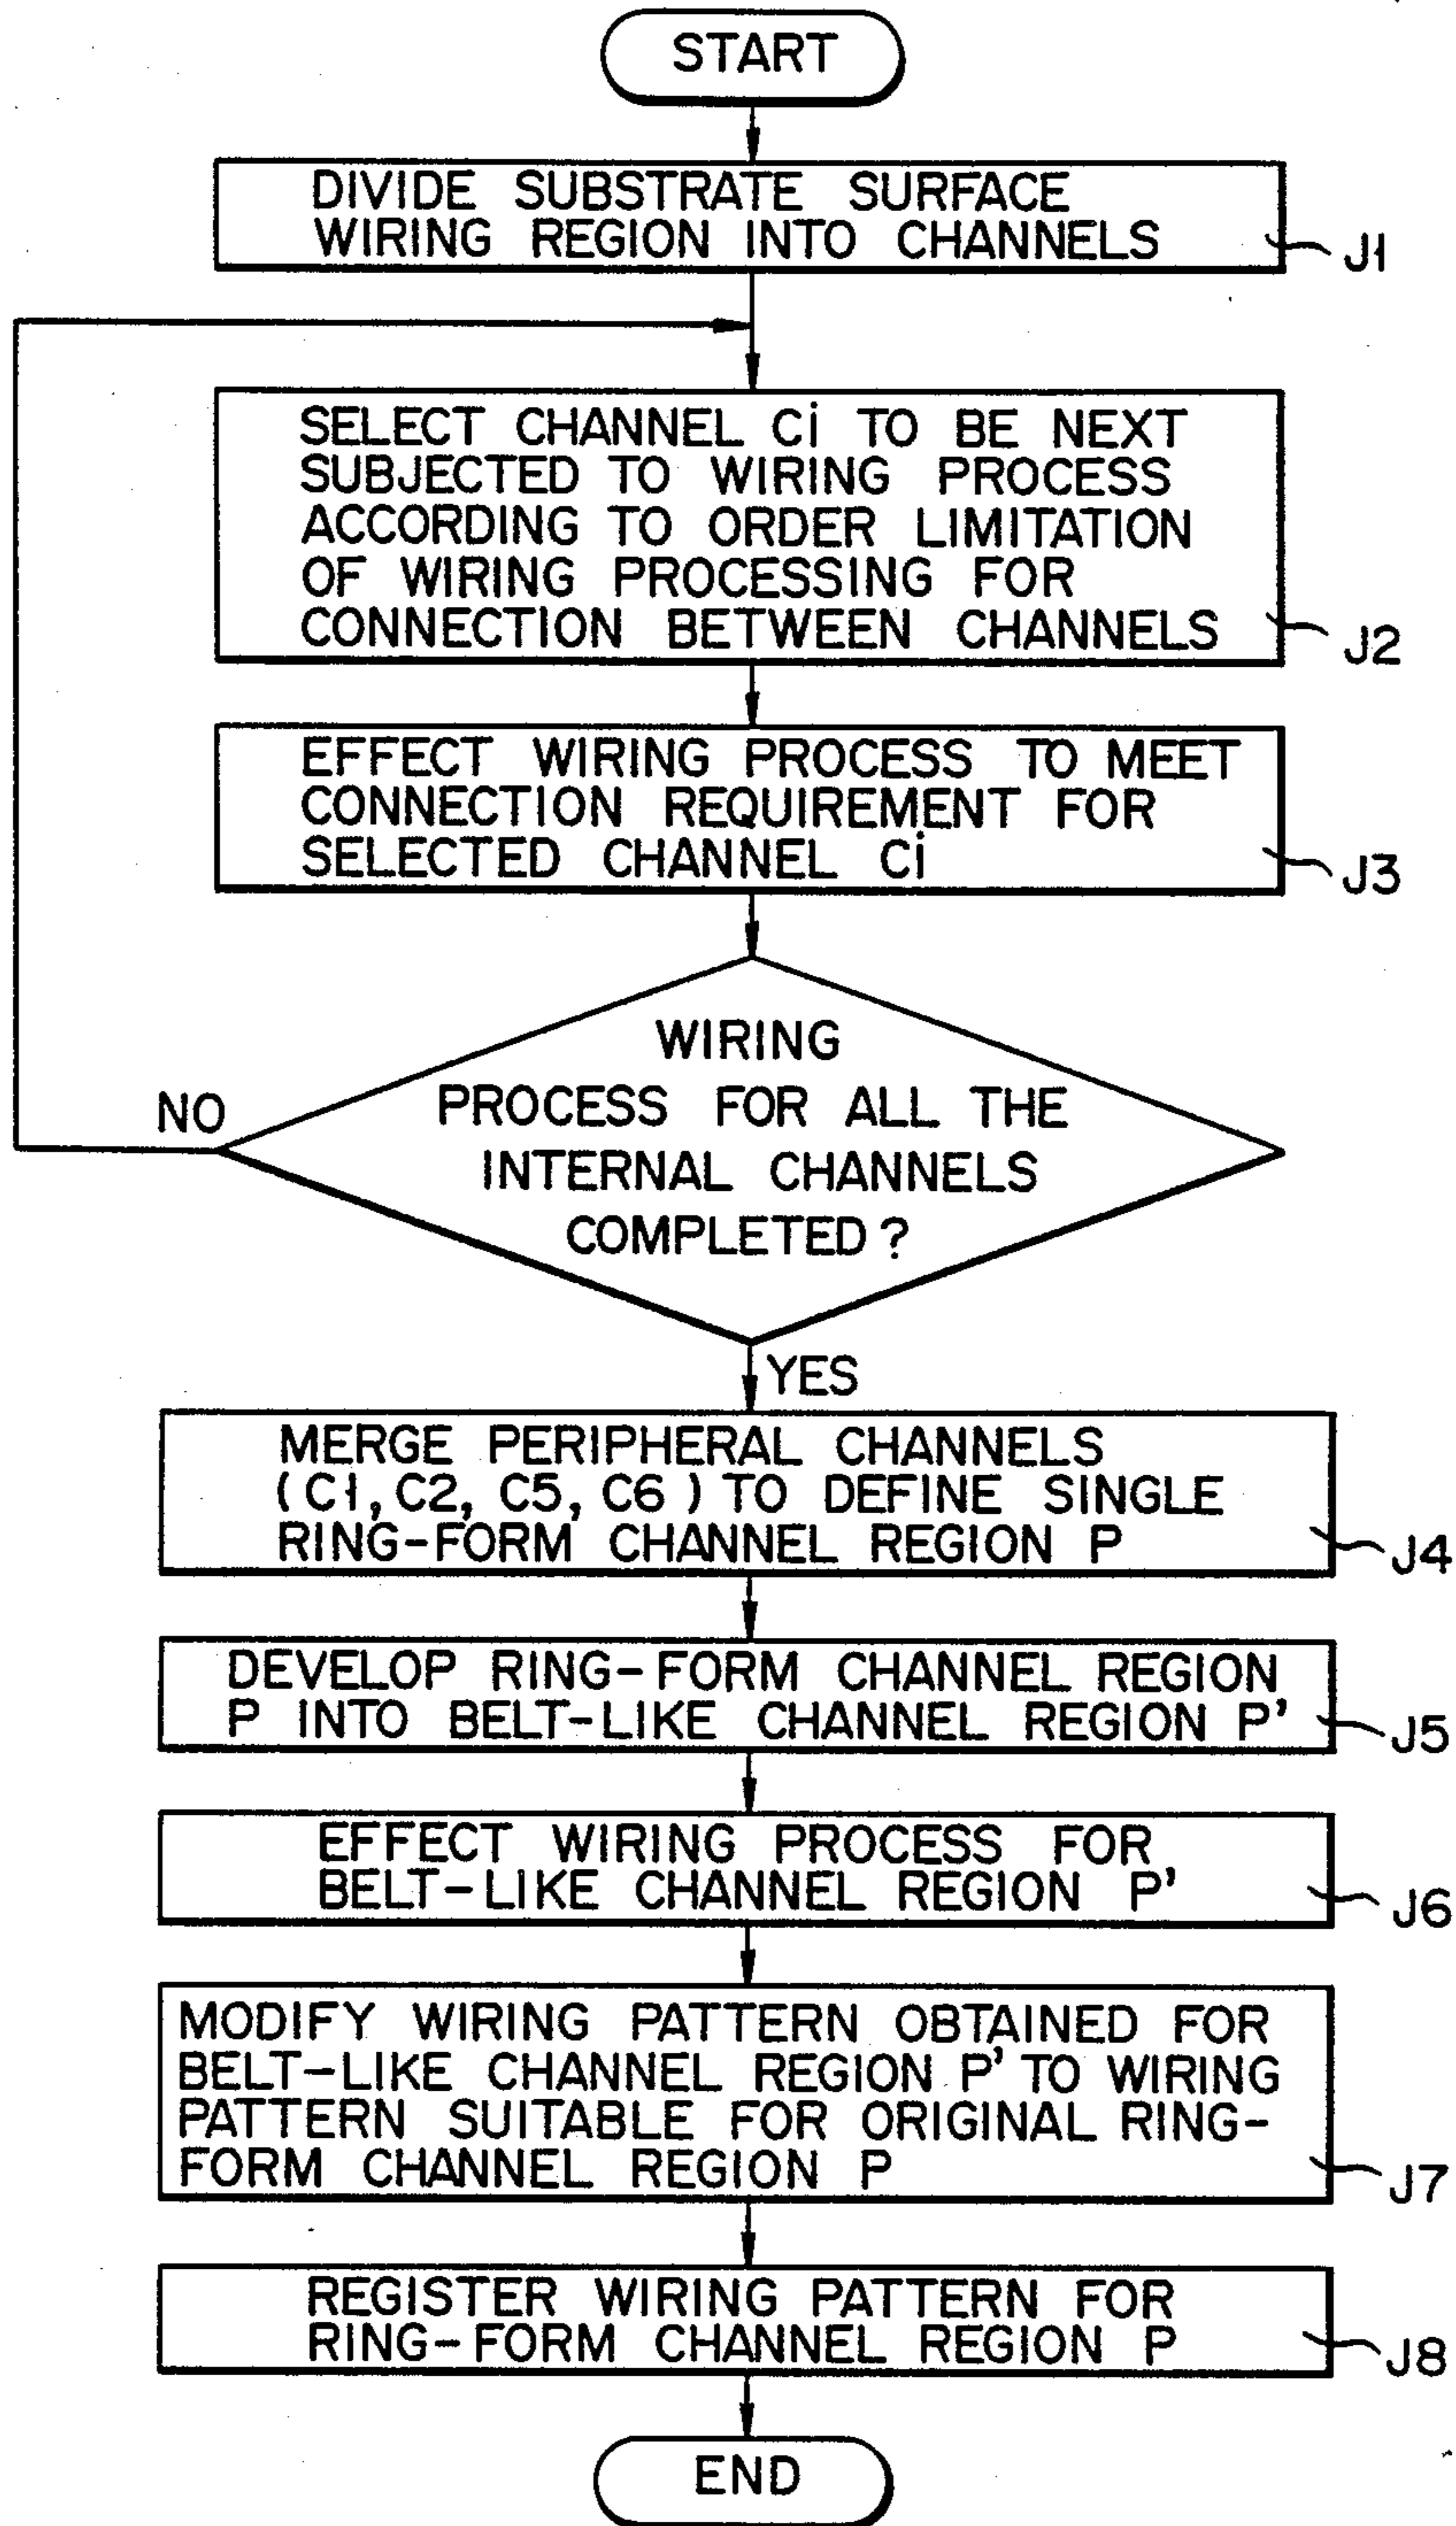 START
DIVIDE SUBSTRATE SURFACE
WIRING REGION INTO CHANNELS
J1
SELECT CHANNEL Ci TO BE NEXT
SUBJECTED TO WIRING PROCESS
ACCORDING TO ORDER LIMITATION
OF WIRING PROCESSING FOR
CONNECTION BETWEEN CHANNELS
J2
EFFECT WIRING PROCESS TO MEET
CONNECTION REQUIREMENT FOR
SELECTED CHANNEL Ci
J3
WIRING
PROCESS FOR ALL THE
INTERNAL CHANNELS
COMPLETED?
NO
YES
MERGE PERIPHERAL CHANNELS
(C1, C2, C5, C6) TO DEFINE SINGLE
RING-FORM CHANNEL REGION P
J4
DEVELOP RING-FORM CHANNEL REGION
P INTO BELT-LIKE CHANNEL REGION P'
J5
EFFECT WIRING PROCESS FOR
BELT-LIKE CHANNEL REGION P'
J6
MODIFY WIRING PATTERN OBTAINED FOR
BELT-LIKE CHANNEL REGION P' TO WIRING
PATTERN SUITABLE FOR ORIGINAL RING-
FORM CHANNEL REGION P
J7
REGISTER WIRING PATTERN FOR
RING-FORM CHANNEL REGION P
J8
END